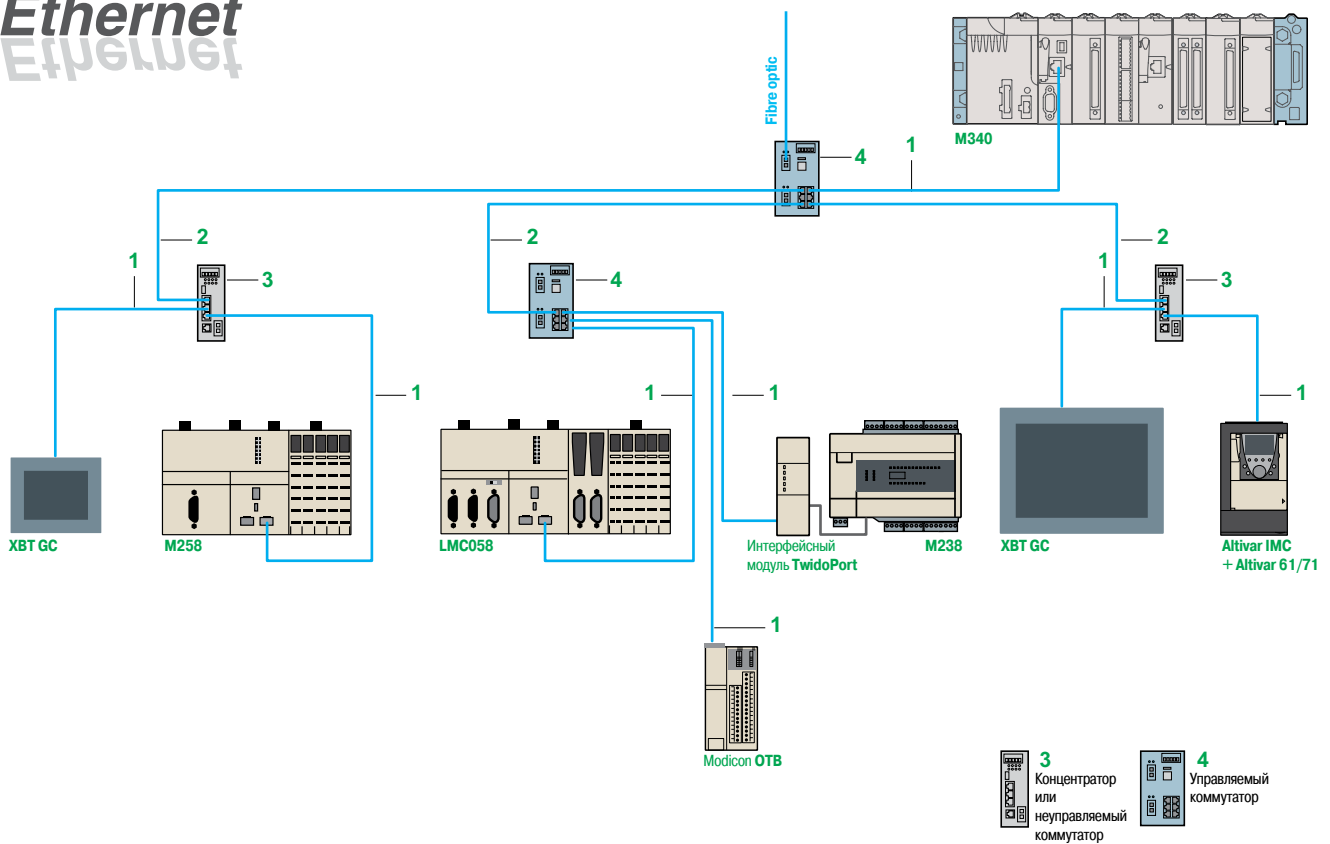 Ethernet
Fibre optic
M340
4
1
2
2
2
1
3
4
1
3
1
1
1
1
XBT GC
M258
LMC058
Интерфейсный
модуль TwidoPort
M238
XBT GC
Altivar IMC
+ Altivar 61/71
1
Modicon OTB
3
Концентратор
или
неуправляемый
коммутатор
4
Управляемый
коммутатор